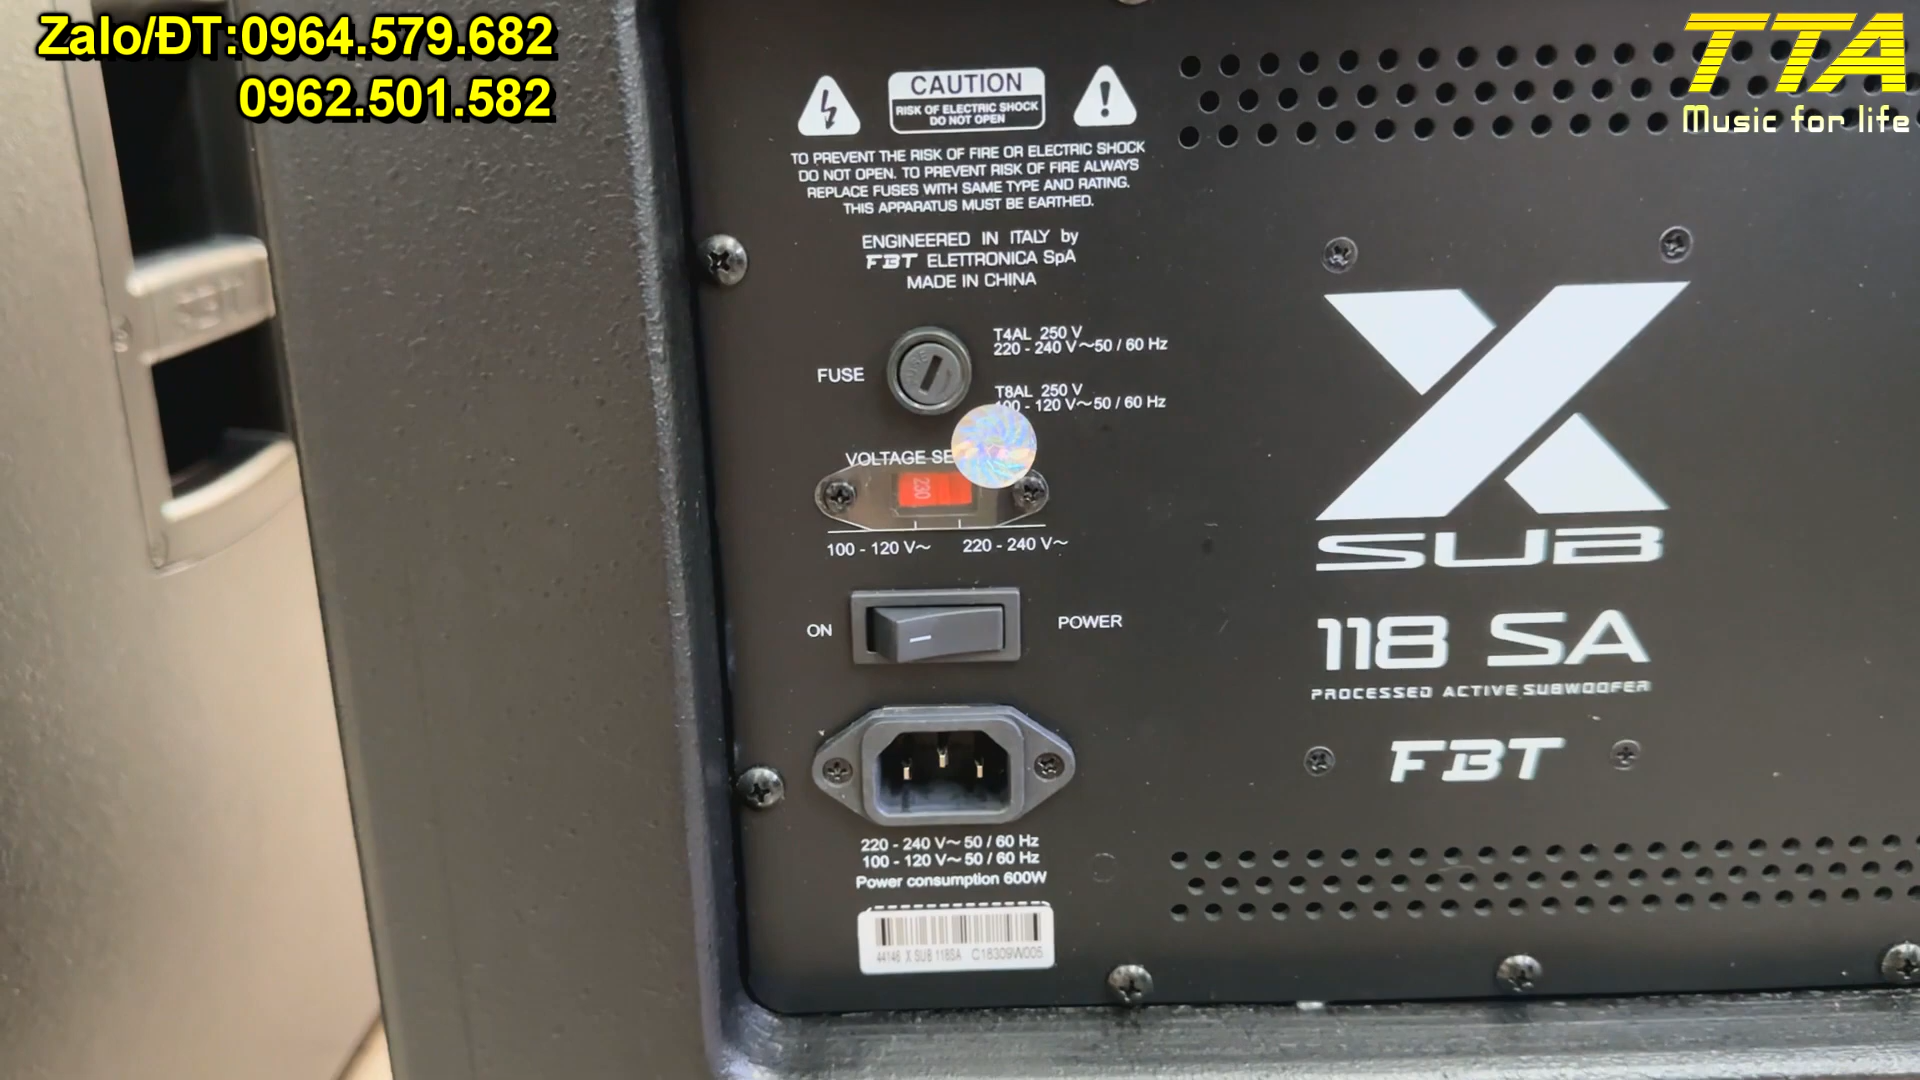 Zalo/ĐT:0964.579.682
0962.501.582
TTA
Music for life
CAUTION
RISK OF ELECTRIC SHOCK
DO NOT OPEN
TO PREVENT THE RISK OF FIRE OR ELECTRIC SHOCK
DO NOT OPEN. TO PREVENT RISK OF FIRE ALWAYS
REPLACE FUSES WITH SAME TYPE AND RATING.
THIS APPARATUS MUST BE EARTHED.
ENGINEERED IN ITALY by
FBT ELETTRONICA SpA
MADE IN CHINA
FUSE
T4AL 250 V
220 - 240 V~50 / 60 Hz
T8AL 250 V
100 - 120 V~50 / 60 Hz
VOLTAGE SE
230
100 - 120 V~
220 - 240 V~
ON
POWER
220 - 240 V~ 50 / 60 Hz
100 - 120 V~ 50 / 60 Hz
Power consumption 600W
44146 X SUB 118SA C18309W005
X
SUB
118 SA
PROCESSED ACTIVE SUBWOOFER
FBT